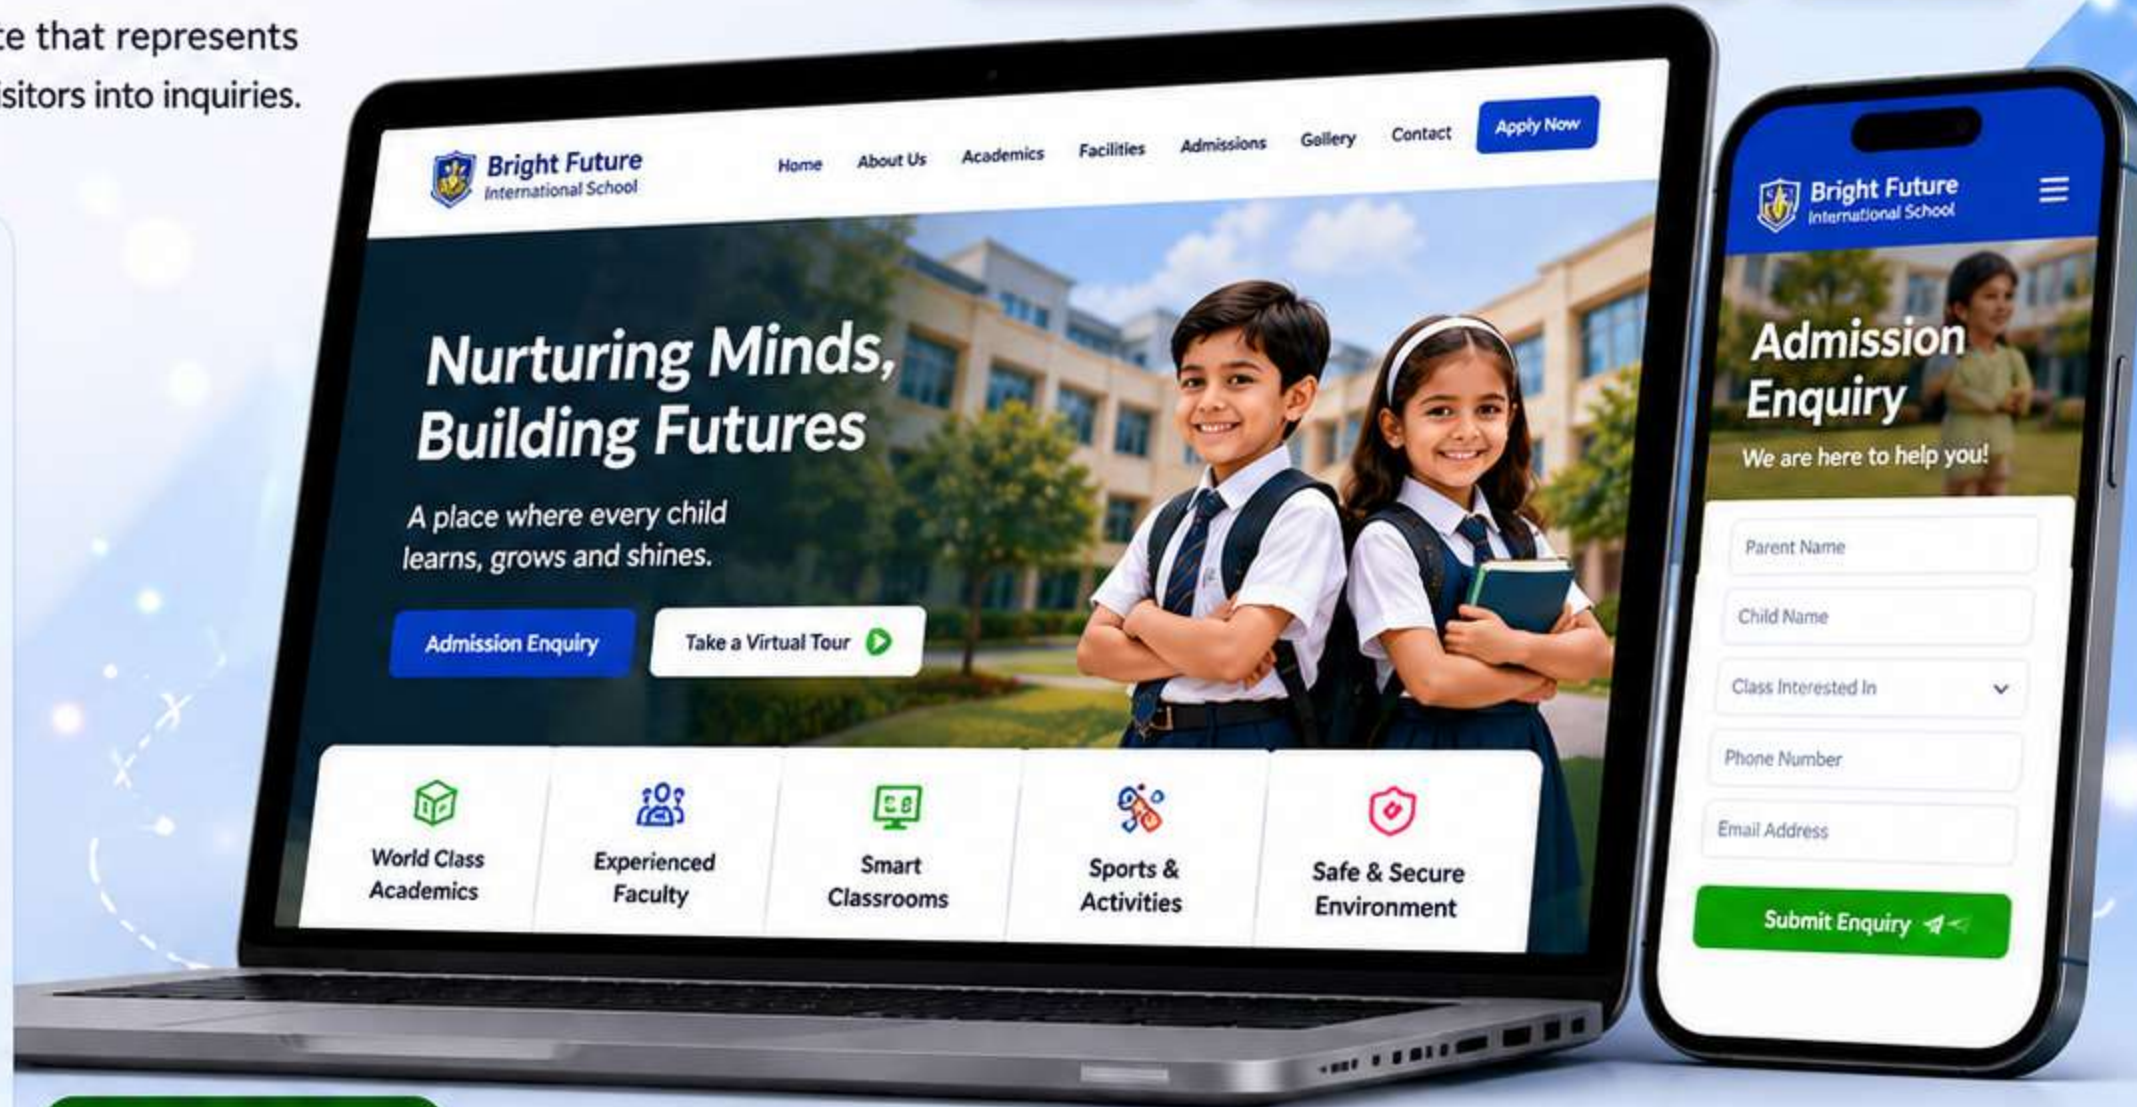 that represents
into inquiries.
Bright Future
International School
Home About Us Academics Facilities Admissions Gallery Contact Apply Now
Nurturing Minds,
Building Futures
A place where every child
learns, grows and shines.
Admission Enquiry
Take a Virtual Tour
World Class
Academics
Experienced
Faculty
Smart
Classrooms
Sports &
Activities
Safe & Secure
Environment
Bright Future
International School
Admission
Enquiry
We are here to help you!
Parent Name
Child Name
Class Interested In
Phone Number
Email Address
Submit Enquiry